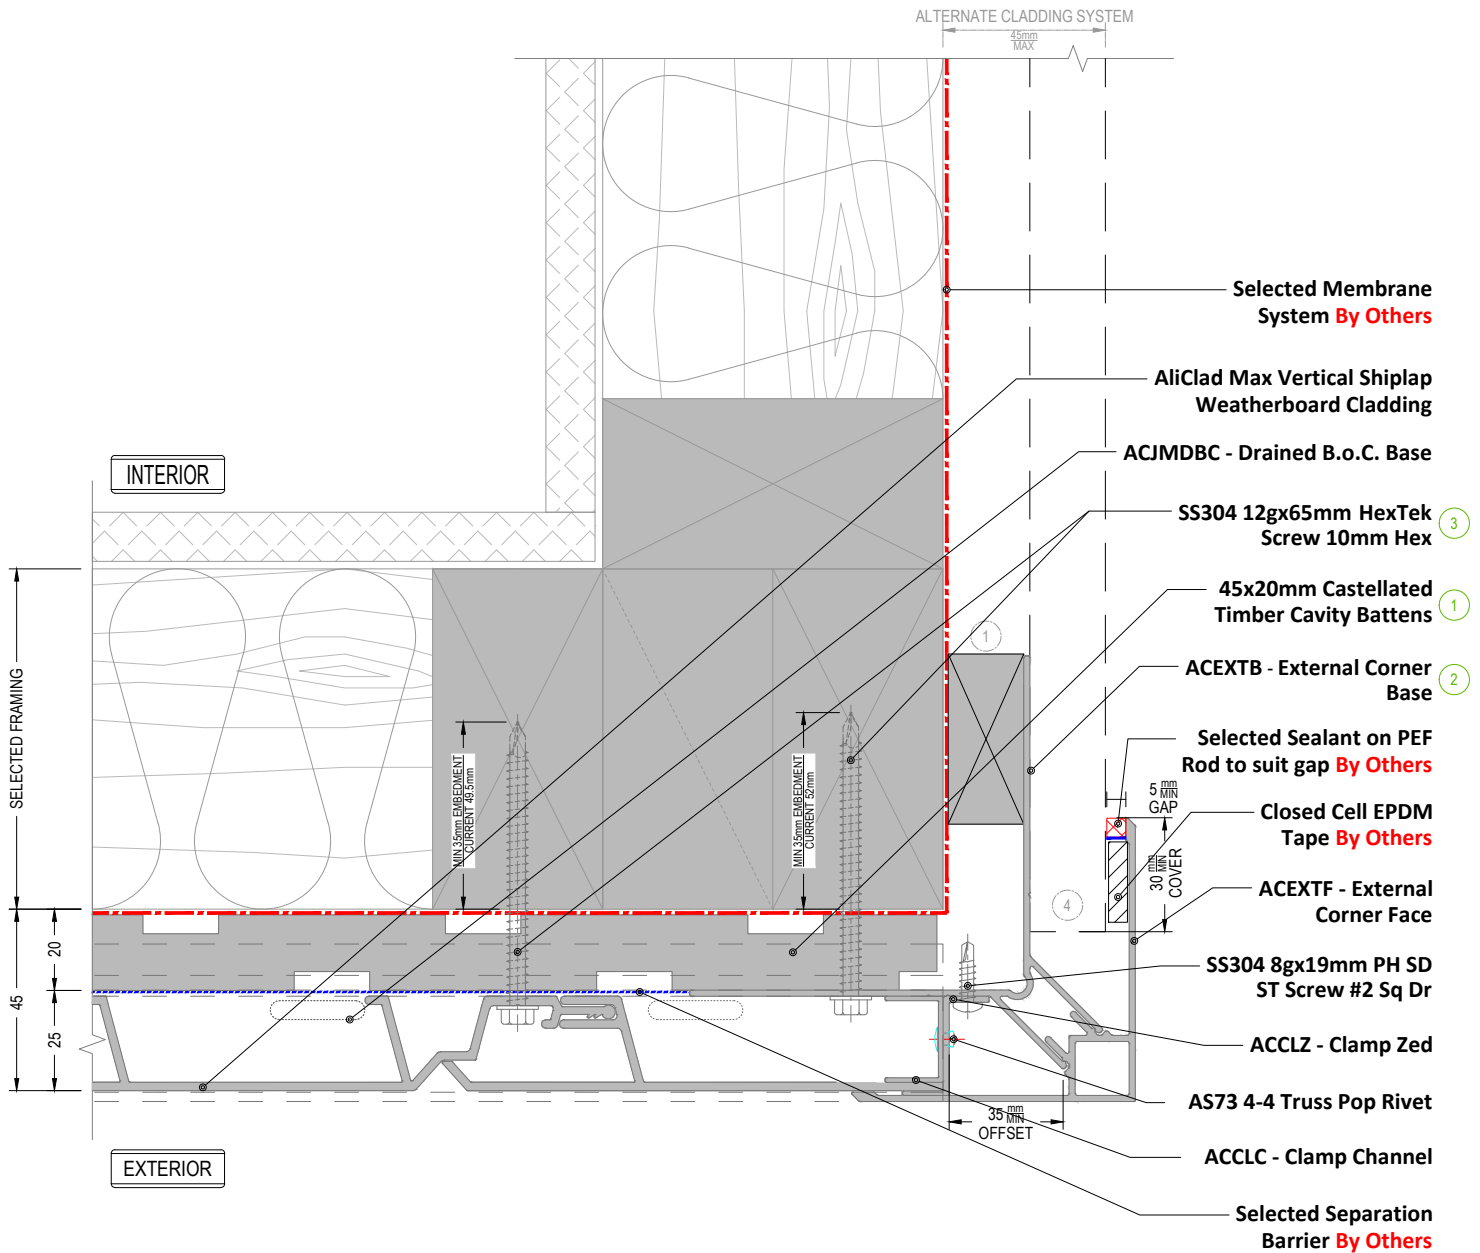 ALTERNATE CLADDING SYSTEM
45mm
MAX
Selected Membrane
System By Others
AliClad Max Vertical Shiplap
Weatherboard Cladding
ACJMDBC - Drained B.o.C. Base
INTERIOR
SS304 12gx65mm HexTek
Screw 10mm Hex
3
45x20mm Castellated
Timber Cavity Battens
1
1
ACEXTB - External Corner
Base
2
SELECTED FRAMING
Selected Sealant on PEF
Rod to suit gap By Others
MIN 35mm EMBEDMENT
CURRENT 49.5mm
MIN 35mm EMBEDMENT
CURRENT 52mm
5 mm
MIN
GAP
Closed Cell EPDM
Tape By Others
30 mm
MIN
COVER
ACEXTF - External
Corner Face
4
20
45
25
SS304 8gx19mm PH SD
ST Screw #2 Sq Dr
ACCLZ - Clamp Zed
AS73 4-4 Truss Pop Rivet
35 mm
MIN
OFFSET
ACCLC - Clamp Channel
EXTERIOR
Selected Separation
Barrier By Others